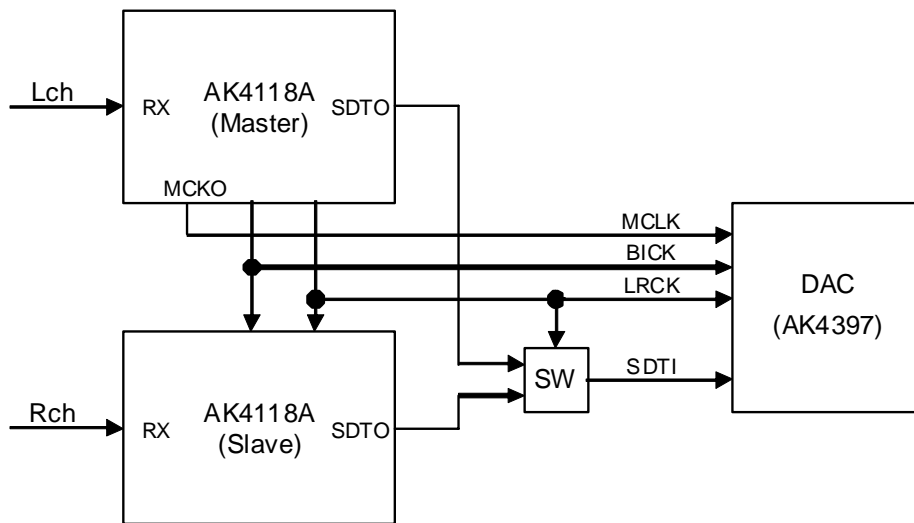 Lch
RX
AK4118A
(Master)
SDTO
MCKO
MCLK
BICK
LRCK
DAC
(AK4397)
SW
SDTI
Rch
RX
AK4118A
(Slave)
SDTO